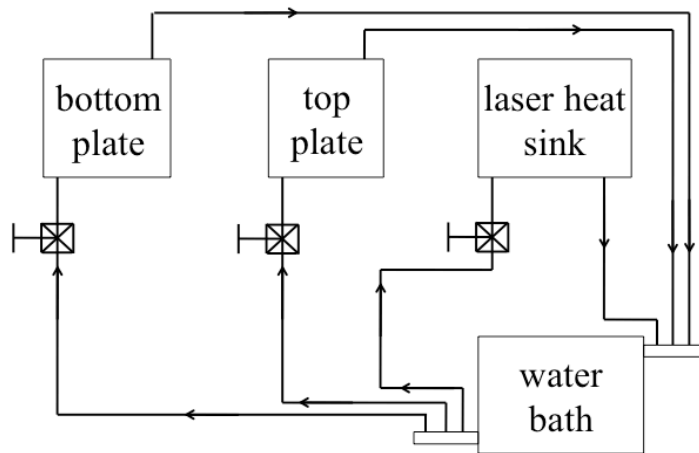 bottom
plate
top
plate
laser heat
sink
water
bath